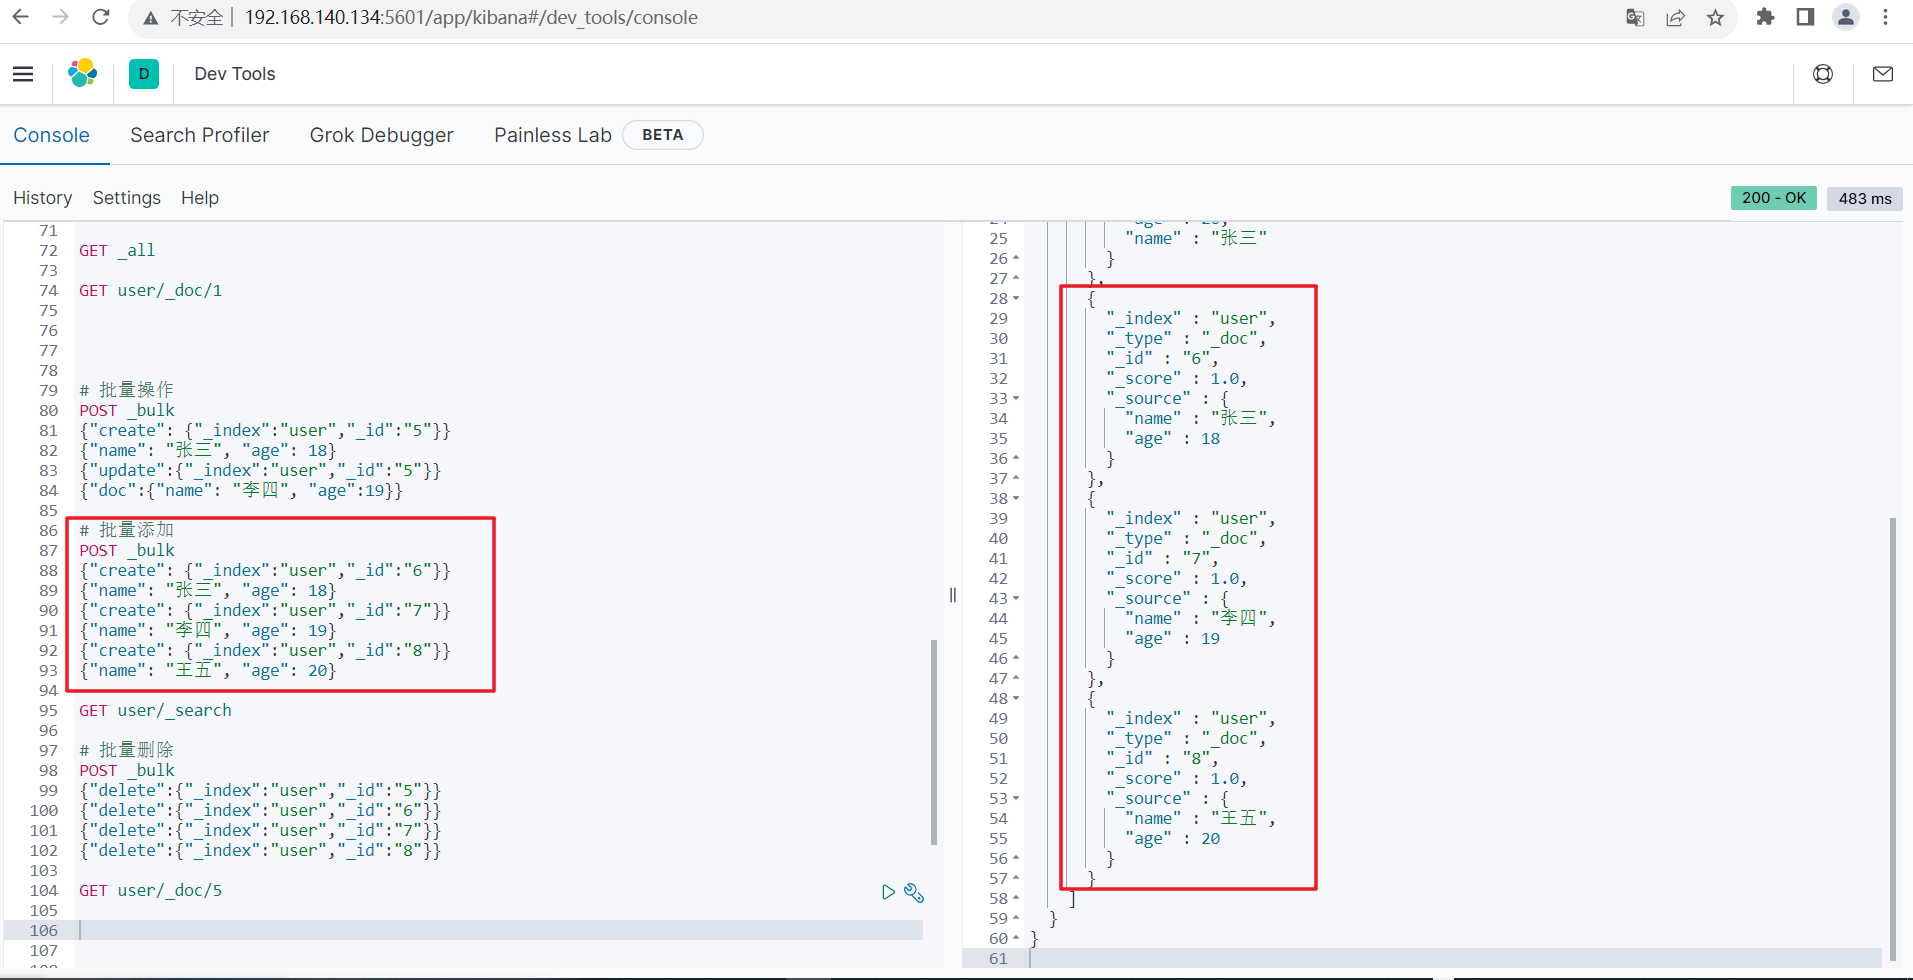 不安全 | 192.168.140.134:5601/app/kibana#/dev_tools/console
D Dev Tools
Console Search Profiler Grok Debugger Painless Lab BETA
History Settings Help 200 - OK 483 ms
71
72 GET _all
73
74 GET user/_doc/1
75
76
77
78
79 # 批量操作
80 POST _bulk
81 {"create": {"_index":"user","_id":"5"}}
82 {"name": "张三", "age": 18}
83 {"update":{"_index":"user","_id":"5"}}
84 {"doc":{"name": "李四", "age":19}}
85
86 # 批量添加
87 POST _bulk
88 {"create": {"_index":"user","_id":"6"}}
89 {"name": "张三", "age": 18}
90 {"create": {"_index":"user","_id":"7"}}
91 {"name": "李四", "age": 19}
92 {"create": {"_index":"user","_id":"8"}}
93 {"name": "王五", "age": 20}
94
95 GET user/_search
96
97 # 批量删除
98 POST _bulk
99 {"delete":{"_index":"user","_id":"5"}}
100 {"delete":{"_index":"user","_id":"6"}}
101 {"delete":{"_index":"user","_id":"7"}}
102 {"delete":{"_index":"user","_id":"8"}}
103
104 GET user/_doc/5
105
106
107
25 "name" : "张三"
26 }
27 },
28 {
29 "_index" : "user",
30 "_type" : "_doc",
31 "_id" : "6",
32 "_score" : 1.0,
33 "_source" : {
34 "name" : "张三",
35 "age" : 18
36 }
37 },
38 {
39 "_index" : "user",
40 "_type" : "_doc",
41 "_id" : "7",
42 "_score" : 1.0,
43 "_source" : {
44 "name" : "李四",
45 "age" : 19
46 }
47 },
48 {
49 "_index" : "user",
50 "_type" : "_doc",
51 "_id" : "8",
52 "_score" : 1.0,
53 "_source" : {
54 "name" : "王五",
55 "age" : 20
56 }
57 }
58 ]
59 }
60 }
61